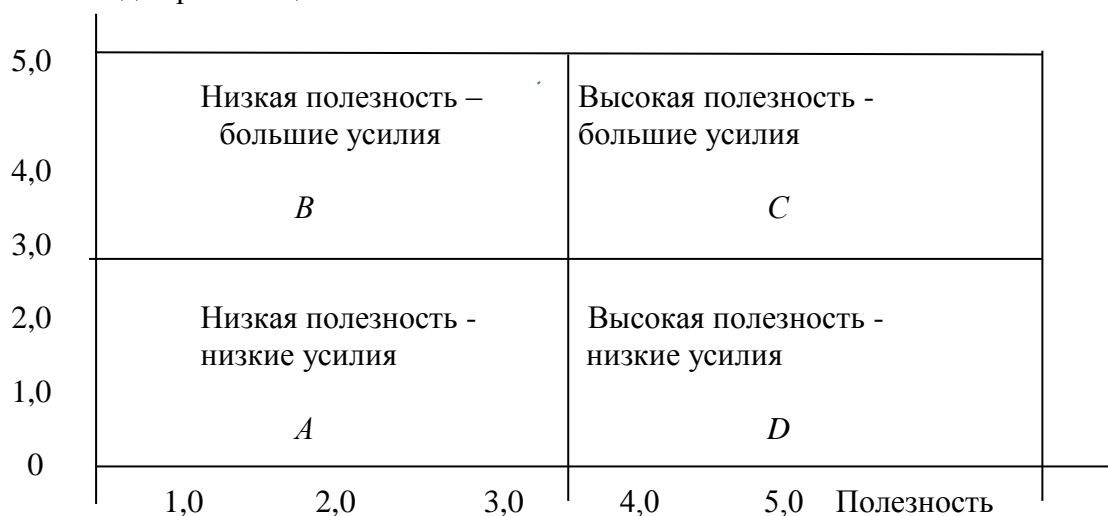 5,0
Низкая полезность –
большие усилия
Высокая полезность -
большие усилия
4,0
B
C
3,0
2,0
Низкая полезность -
низкие усилия
Высокая полезность -
низкие усилия
1,0
A
D
0
1,0 2,0 3,0 4,0 5,0 Полезность